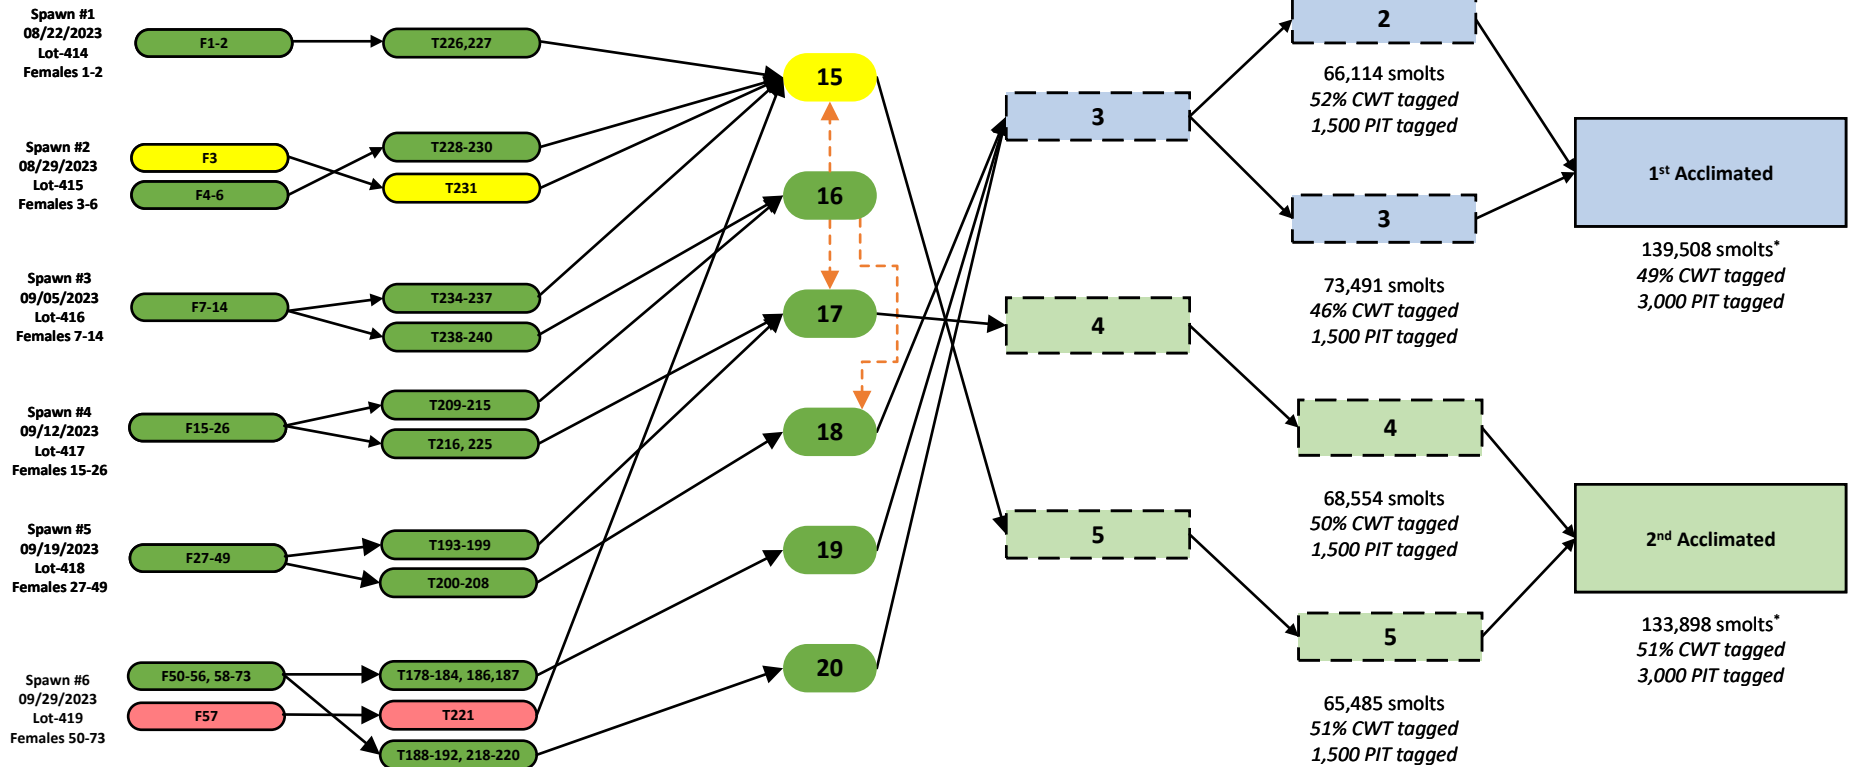 Spawn #1
08/22/2023
Lot-414
Females 1-2
F1-2
T226,227
Spawn #2
08/29/2023
Lot-415
Females 3-6
F3
F4-6
T228-230
T231
Spawn #3
09/05/2023
Lot-416
Females 7-14
F7-14
T234-237
T238-240
Spawn #4
09/12/2023
Lot-417
Females 15-26
F15-26
T209-215
T216, 225
Spawn #5
09/19/2023
Lot-418
Females 27-49
F27-49
T193-199
T200-208
Spawn #6
09/29/2023
Lot-419
Females 50-73
F50-56, 58-73
F57
T178-184, 186,187
T221
T188-192, 218-220
15
16
17
18
19
20
3
4
5
2
66,114 smolts
52% CWT tagged
1,500 PIT tagged
3
73,491 smolts
46% CWT tagged
1,500 PIT tagged
4
68,554 smolts
50% CWT tagged
1,500 PIT tagged
5
65,485 smolts
51% CWT tagged
1,500 PIT tagged
1st Acclimated
139,508 smolts*
49% CWT tagged
3,000 PIT tagged
2nd Acclimated
133,898 smolts*
51% CWT tagged
3,000 PIT tagged